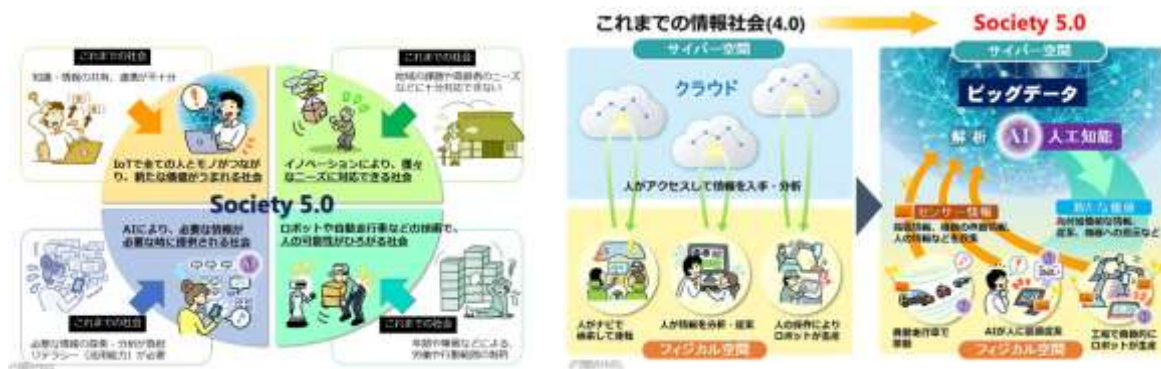 これまでの社会
知識・情報の共有、連携が不十分
IoTで全ての人とモノがつなが
り、新たな価値がうまれる社会
これまでの社会
地域の課題や高齢者のニーズ
などに十分対応できない
イノベーションにより、様々
なニーズに対応できる社会
Society 5.0
AIにより、必要な情報が
必要な時に提供される社会
これまでの社会
必要な情報の探索・分析が負担
リテラシー（活用能力）が必要
ロボットや自動走行車などの技術で、
人の可能性がひろがる社会
これまでの社会
年齢や障害などによる、
労働や行動範囲の制約
これまでの情報社会(4.0)
サイバー空間
クラウド
人がアクセスして情報を入手・分析
人がナビで
検索して運転
人が情報を分析・提案
人の操作により
ロボットが生産
フィジカル空間
Society 5.0
サイバー空間
ビッグデータ
解析 AI 人工知能
センサー情報
新たな価値
自動走行車で
移動
AIが人に
工場で自動的に
ロボットが生産
フィジカル空間